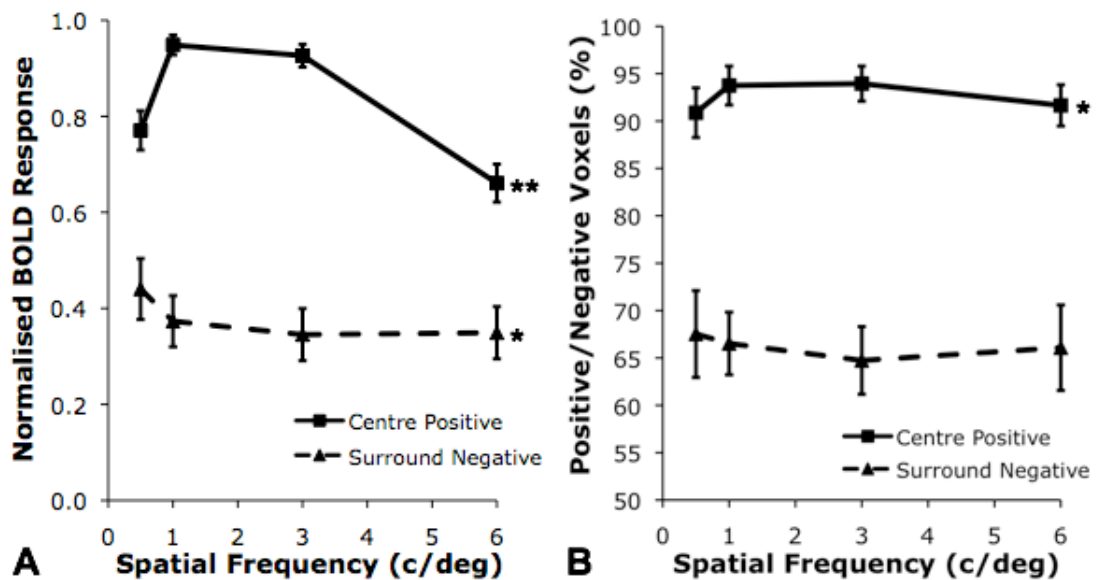 Normalised BOLD Response
1.0
0.8
0.6
0.4
0.2
0.0
**
*
Centre Positive
Surround Negative
0 1 2 3 4 5 6
A Spatial Frequency (c/deg)
Positive/Negative Voxels (%)
100
95
90
85
80
75
70
65
60
55
50
*
Centre Positive
Surround Negative
0 1 2 3 4 5 6
B Spatial Frequency (c/deg)